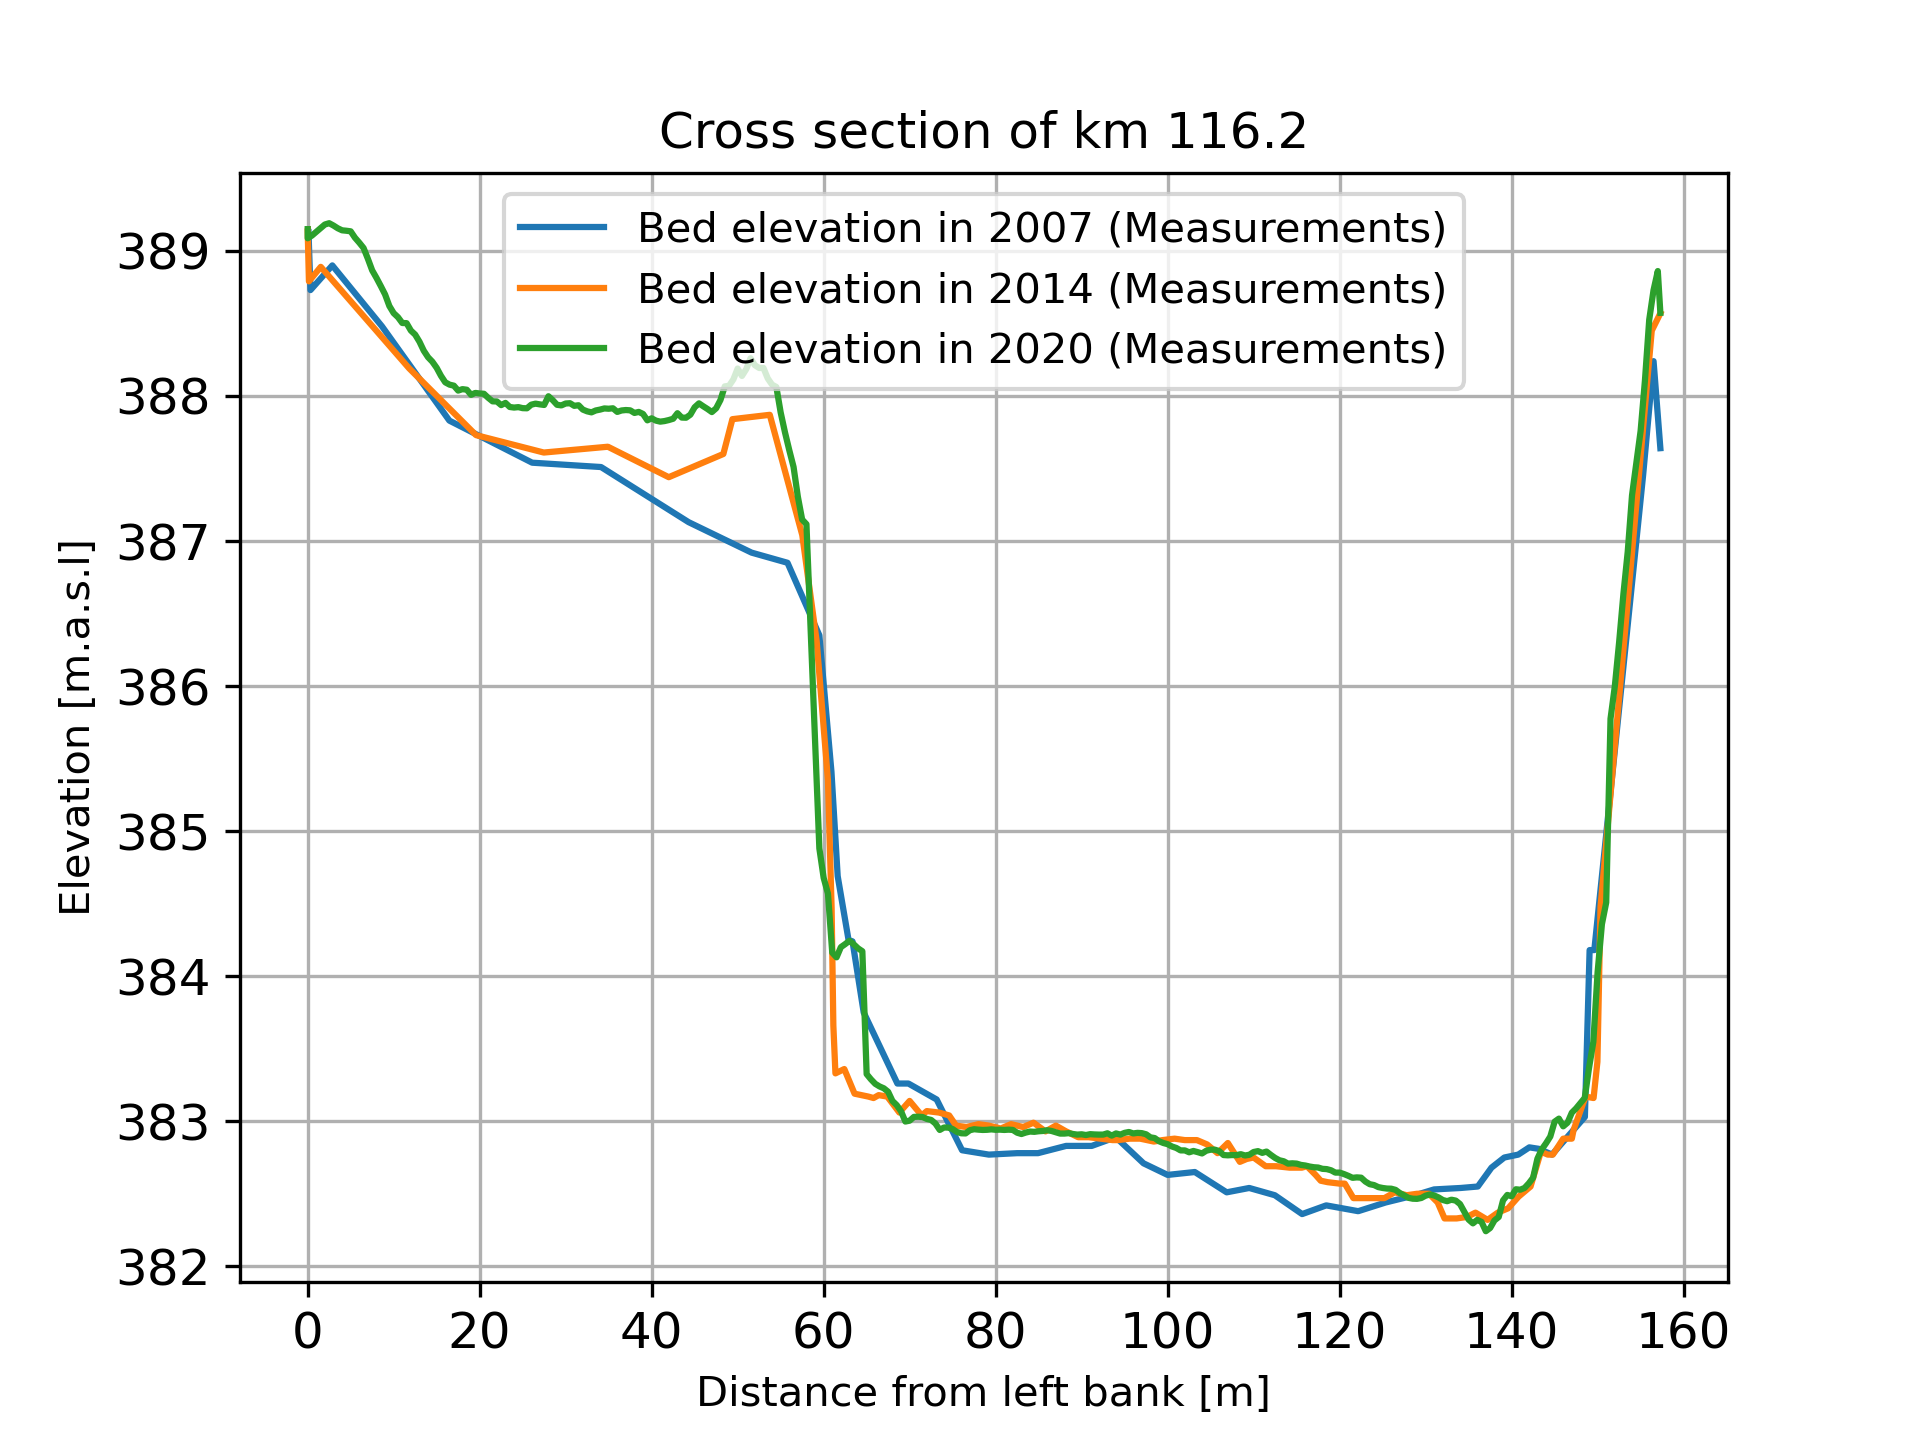 Cross section of km 116.2
Bed elevation in 2007 (Measurements)
Bed elevation in 2014 (Measurements)
Bed elevation in 2020 (Measurements)
Elevation [m.a.s.l]
389
388
387
386
385
384
383
382
0 20 40 60 80 100 120 140 160
Distance from left bank [m]